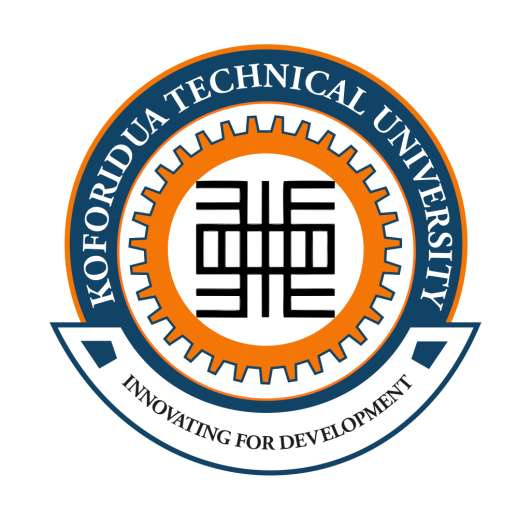 KOFORIDUA TECHNICAL UNIVERSITY
INNOVATING FOR DEVELOPMENT